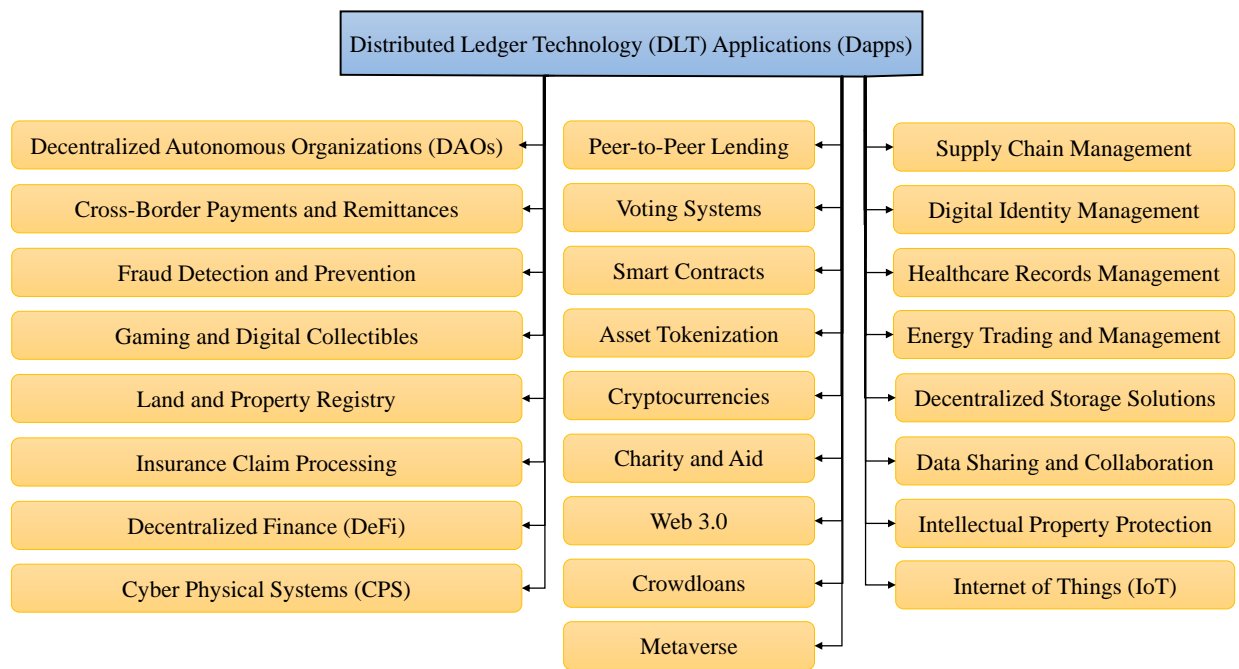 Distributed Ledger Technology (DLT) Applications (Dapps)
Decentralized Autonomous Organizations (DAOs)
Cross-Border Payments and Remittances
Fraud Detection and Prevention
Gaming and Digital Collectibles
Land and Property Registry
Insurance Claim Processing
Decentralized Finance (DeFi)
Cyber Physical Systems (CPS)
Peer-to-Peer Lending
Voting Systems
Smart Contracts
Asset Tokenization
Cryptocurrencies
Charity and Aid
Web 3.0
Crowdloans
Metaverse
Supply Chain Management
Digital Identity Management
Healthcare Records Management
Energy Trading and Management
Decentralized Storage Solutions
Data Sharing and Collaboration
Intellectual Property Protection
Internet of Things (IoT)